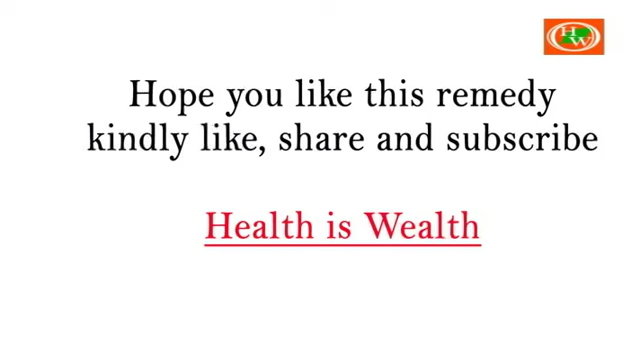 H
W
Hope you like this remedy
kindly like, share and subscribe
Health is Wealth